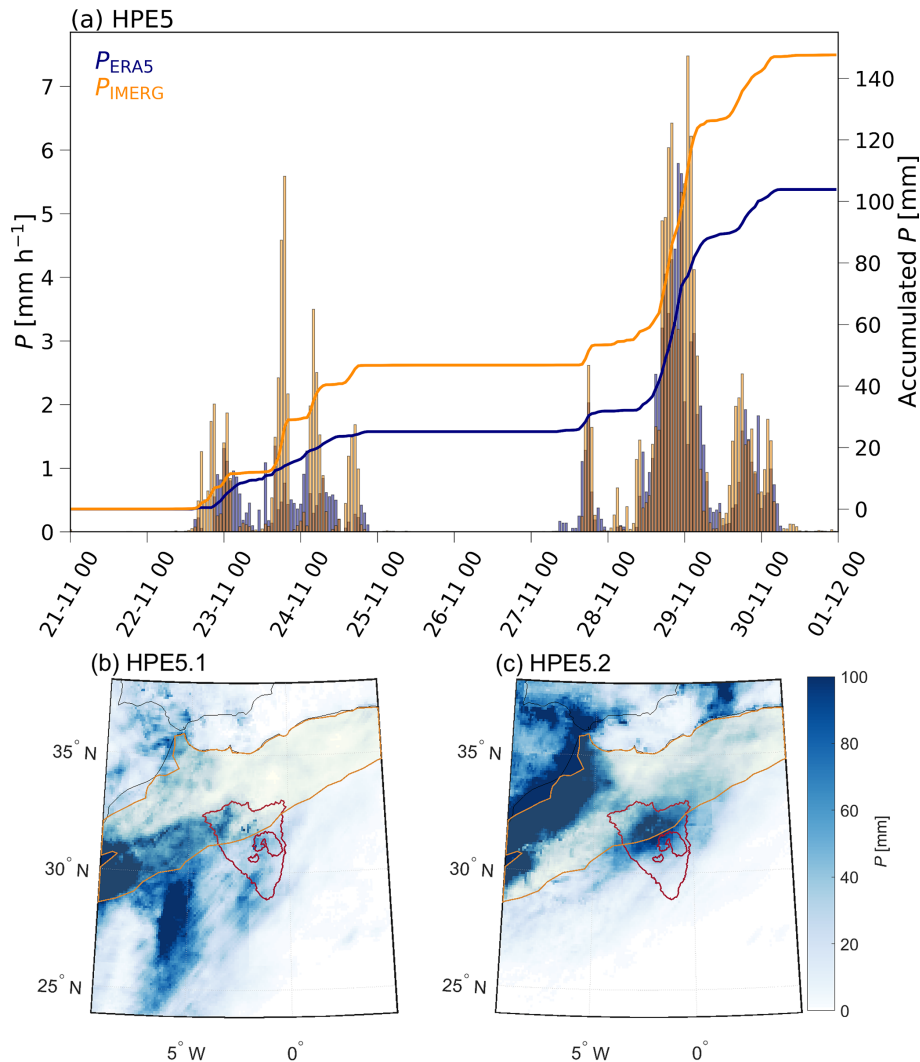 (a) HPE5
P_ERA5
P_IMERG
7
6
5
4
3
2
1
0
P [mm h⁻¹]
140
120
100
80
60
40
20
0
Accumulated P [mm]
21-11 00
22-11 00
23-11 00
24-11 00
25-11 00
26-11 00
27-11 00
28-11 00
29-11 00
30-11 00
01-12 00
(b) HPE5.1
35° N
30° N
25° N
5° W
0°
(c) HPE5.2
35° N
30° N
25° N
5° W
0°
100
80
60
40
20
0
P [mm]